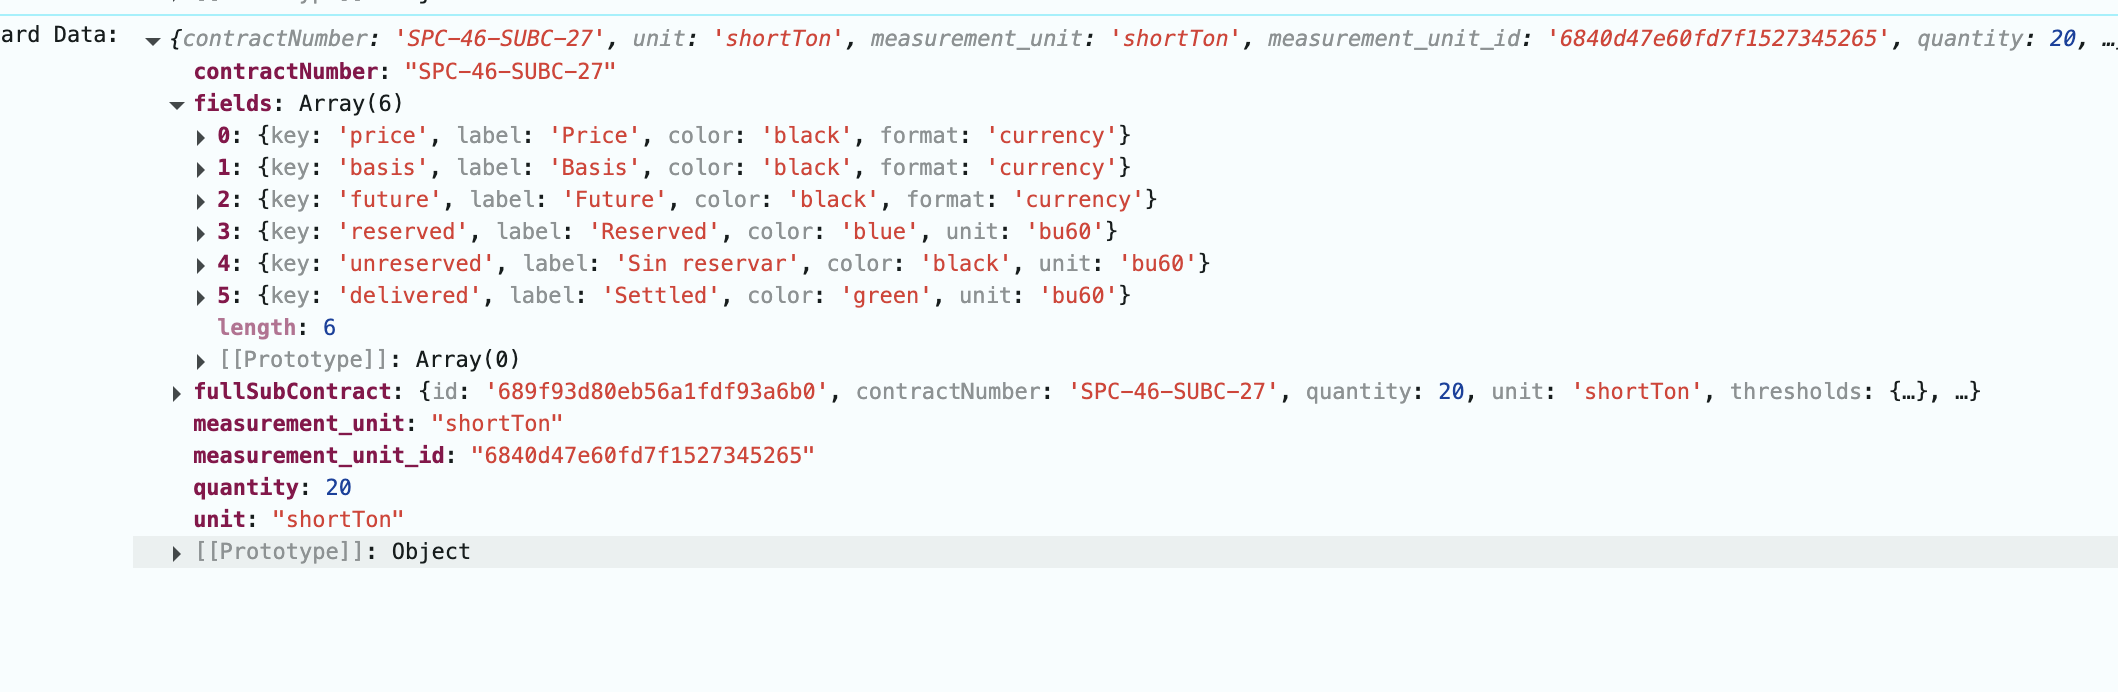 ard Data: ▼ {contractNumber: 'SPC-46-SUBC-27', unit: 'shortTon', measurement_unit: 'shortTon', measurement_unit_id: '6840d47e60fd7f1527345265', quantity: 20, …
contractNumber: "SPC-46-SUBC-27"
▼ fields: Array(6)
▶ 0: {key: 'price', label: 'Price', color: 'black', format: 'currency'}
▶ 1: {key: 'basis', label: 'Basis', color: 'black', format: 'currency'}
▶ 2: {key: 'future', label: 'Future', color: 'black', format: 'currency'}
▶ 3: {key: 'reserved', label: 'Reserved', color: 'blue', unit: 'bu60'}
▶ 4: {key: 'unreserved', label: 'Sin reservar', color: 'black', unit: 'bu60'}
▶ 5: {key: 'delivered', label: 'Settled', color: 'green', unit: 'bu60'}
length: 6
▶ [[Prototype]]: Array(0)
▶ fullSubContract: {id: '689f93d80eb56a1fdf93a6b0', contractNumber: 'SPC-46-SUBC-27', quantity: 20, unit: 'shortTon', thresholds: {…}, …}
measurement_unit: "shortTon"
measurement_unit_id: "6840d47e60fd7f1527345265"
quantity: 20
unit: "shortTon"
▶ [[Prototype]]: Object